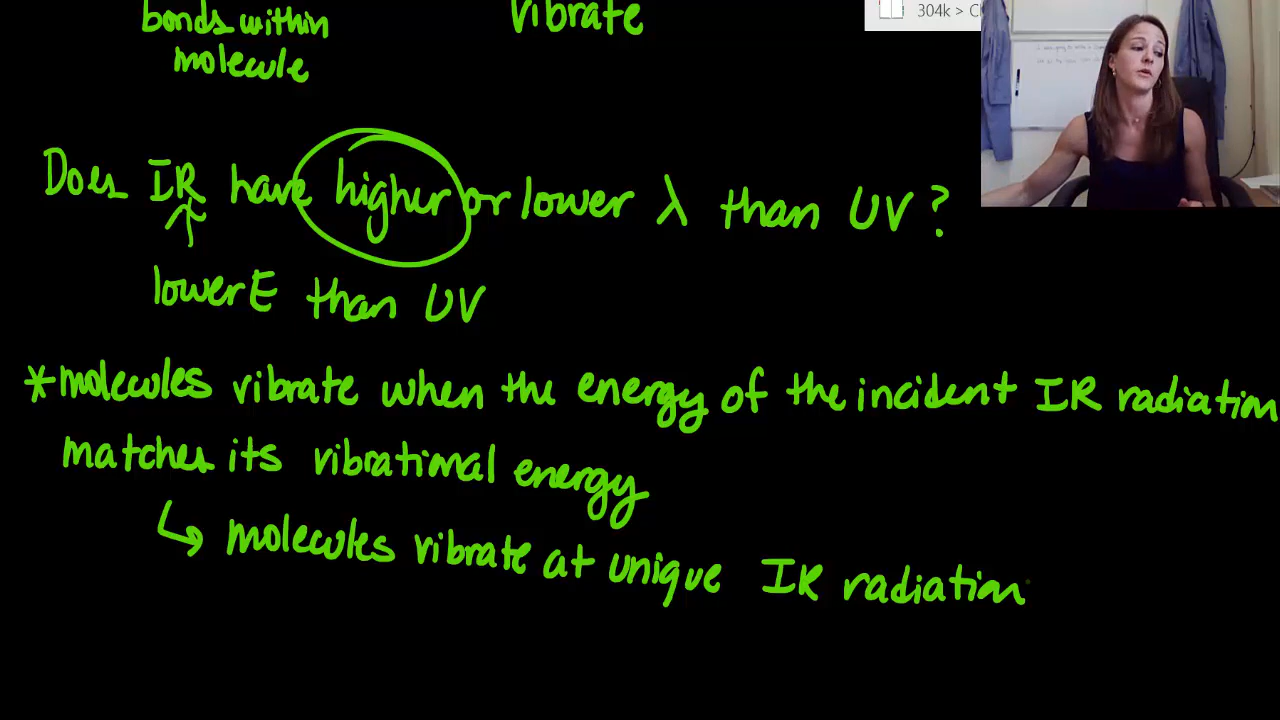 bonds within
molecule
vibrate
304k > C
Does IR have higher or lower λ than UV?
lower E than UV
*molecules vibrate when the energy of the incident IR radiation
matches its vibrational energy
↳ molecules vibrate at unique IR radiation